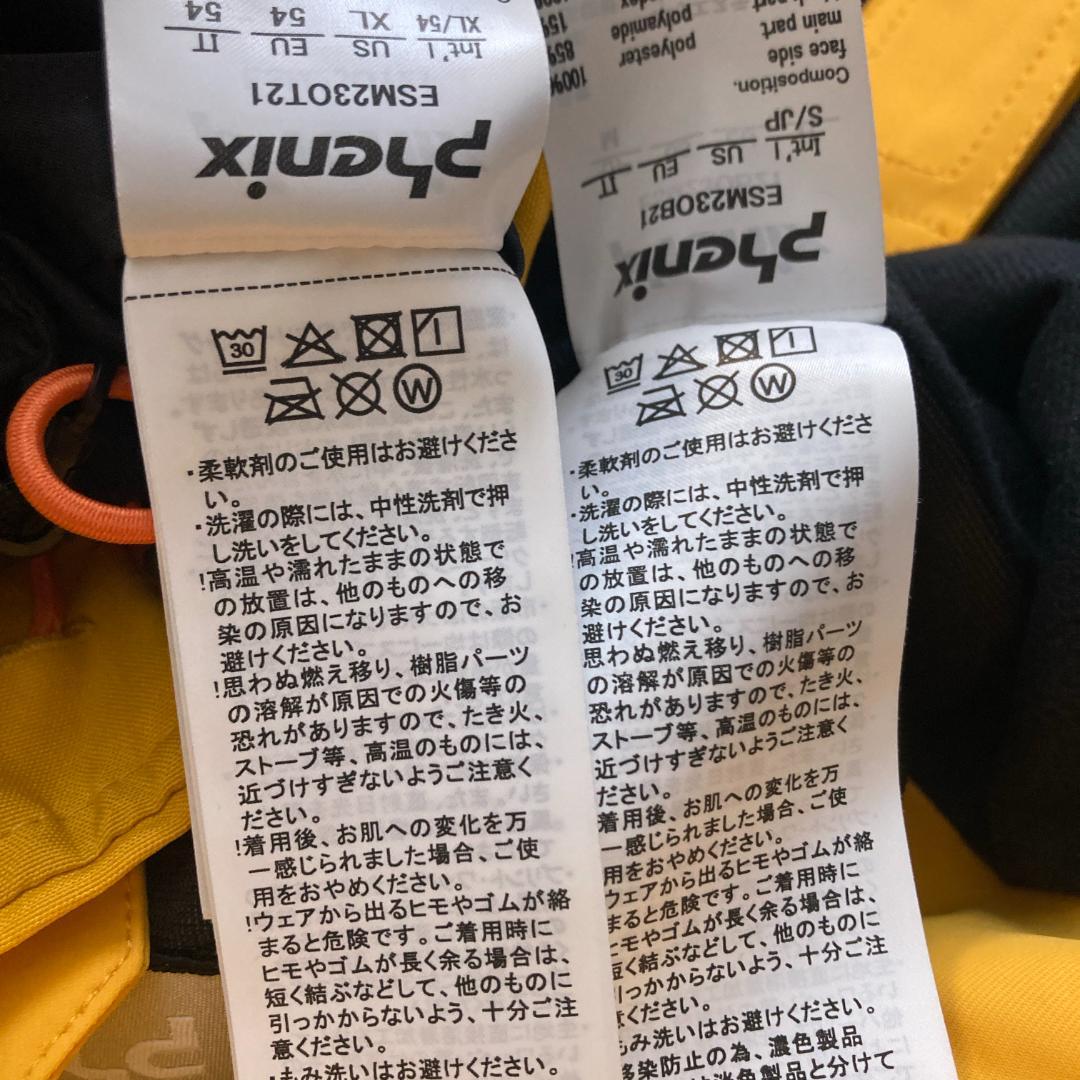 Int'l US EU IT
XL/54 XL 54 54
ESM23OT21
phenix
30
W
・柔軟剤のご使用はお避けくださ
い。
・洗濯の際には、中性洗剤で押
し洗いをしてください。
!高温や濡れたままの状態で
の放置は、他のものへの移
染の原因になりますので、お
避けください。
!思わぬ燃え移り、樹脂パーツ
の溶解が原因での火傷等の
恐れがありますので、たき火、
ストーブ等、高温のものには、
近づけすぎないようご注意く
ださい。
!着用後、お肌への変化を万
一感じられました場合、ご使
用をおやめください。
!ウェアから出るヒモやゴムが絡
まると危険です。ご着用時に
ヒモやゴムが長く余る場合は、
短く結ぶなどして、他のものに
引っかからないよう、十分ご注
意ください。
・もみ洗いはお避けください。
Composition.
face side
main part
polyester
polyamide
100%
85%
15%
Int'l US EU IT
S/JP M
ESM23OB21
phenix
30
W
・柔軟剤のご使用はお避けくださ
い。
・洗濯の際には、中性洗剤で押
し洗いをしてください。
!高温や濡れたままの状態で
の放置は、他のものへの移
染の原因になりますので、お
避けください。
思わぬ燃え移り、樹脂パーツ
の溶解が原因での火傷等の
恐れがありますので、たき火、
ストーブ等、高温のものには、
近づけすぎないようご注意く
ださい。
着用後、お肌への変化を万
一感じられました場合、ご使
用をおやめください。
ウェアから出るヒモやゴムが絡
まると危険です。ご着用時に
ヒモやゴムが長く余る場合は、
短く結ぶなどして、他のものに
引っかからないよう、十分ご注
意ください。
もみ洗いはお避けください。
移染防止の為、濃色製品
は淡色製品と分けて